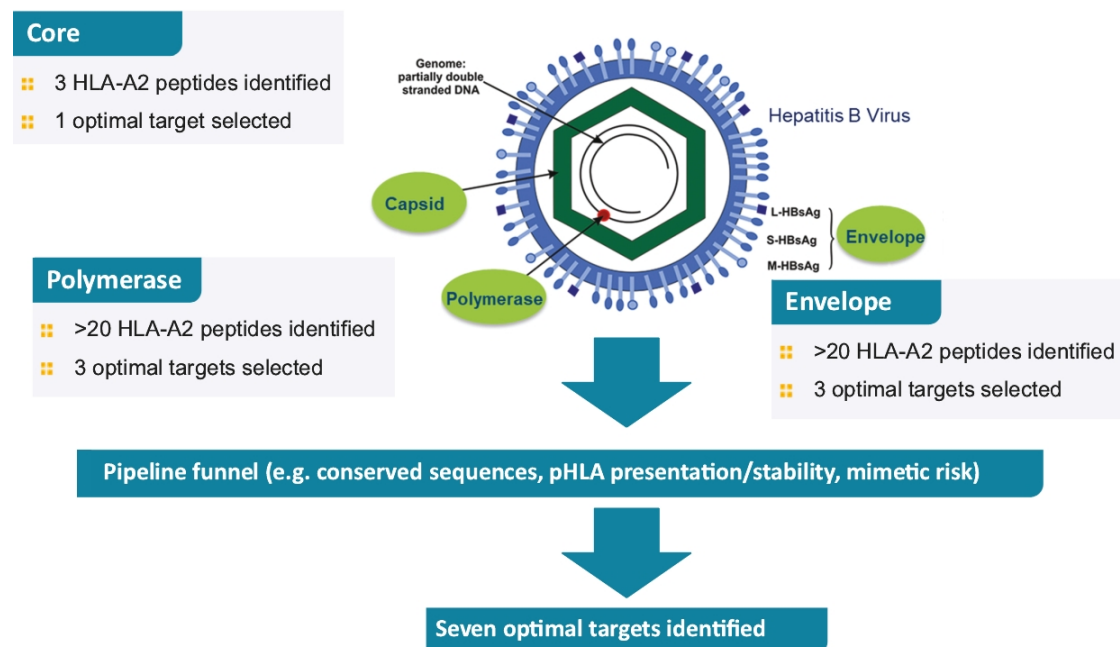 Core
3 HLA-A2 peptides identified
1 optimal target selected
Genome:
partially double
stranded DNA
Hepatitis B Virus
Capsid
L-HBsAg
S-HBsAg
M-HBsAg
Envelope
Polymerase
Polymerase
>20 HLA-A2 peptides identified
3 optimal targets selected
Envelope
>20 HLA-A2 peptides identified
3 optimal targets selected
Pipeline funnel (e.g. conserved sequences, pHLA presentation/stability, mimetic risk)
Seven optimal targets identified